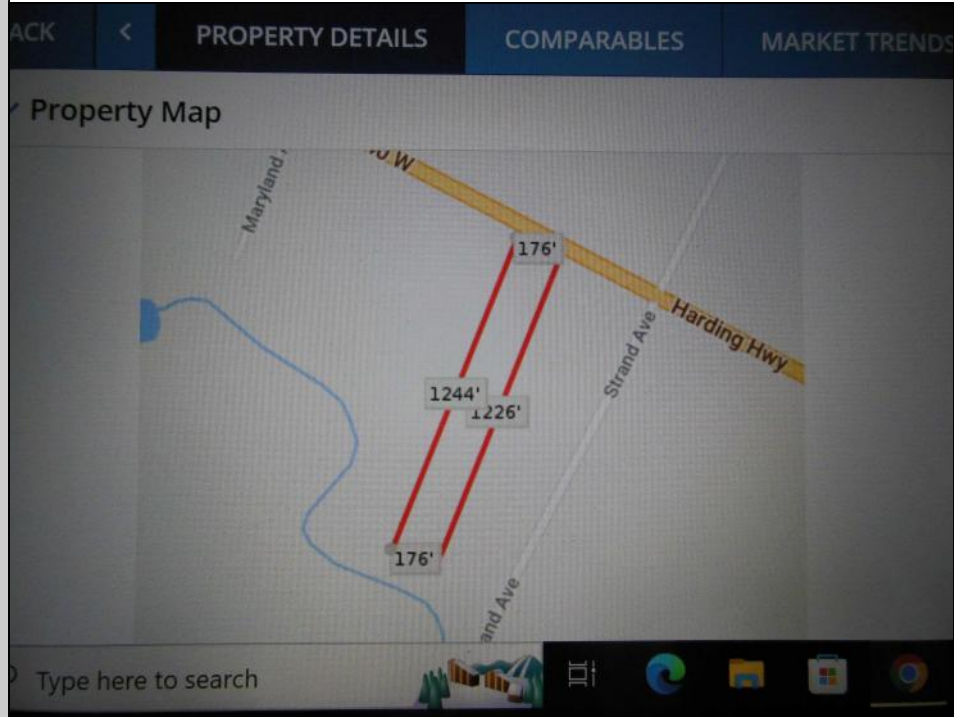 ACK < PROPERTY DETAILS COMPARABLES MARKET TRENDS
Property Map
Maryland
W
176'
Harding Hwy
Strand Ave
1244'
1226'
176'
and Ave
Type here to search